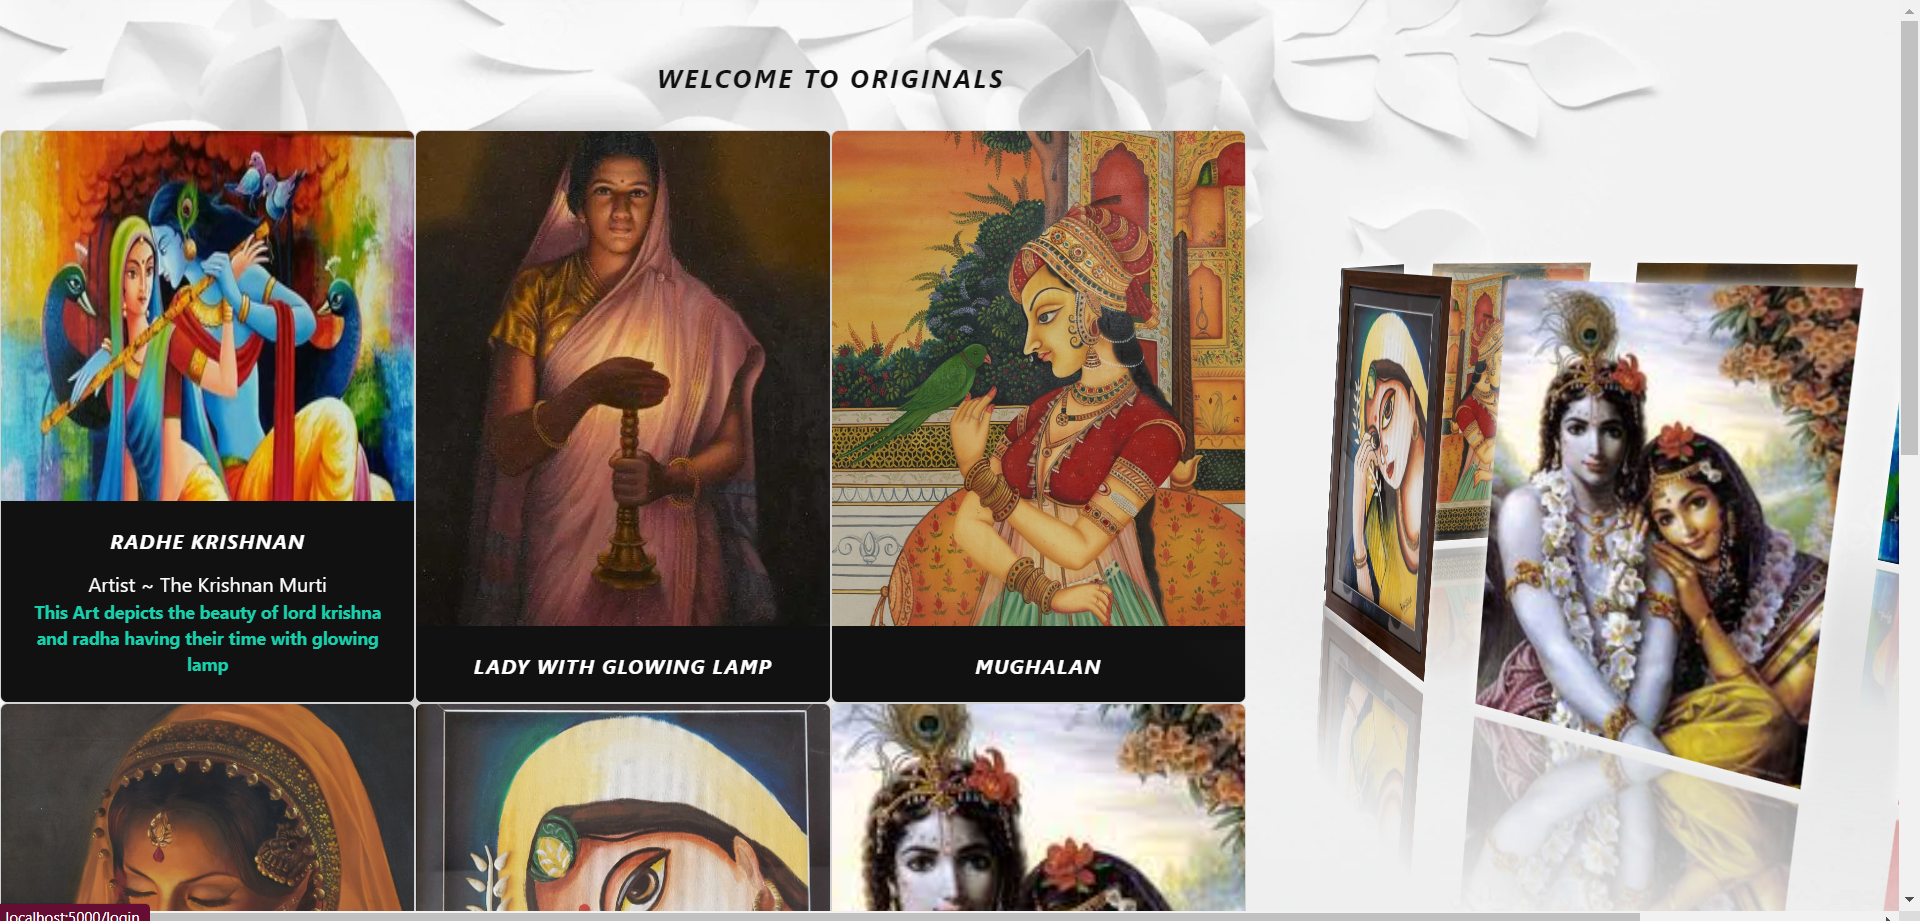 WELCOME TO ORIGINALS
RADHE KRISHNAN
Artist ~ The Krishnan Murti
This Art depicts the beauty of lord krishna
and radha having their time with glowing
lamp
LADY WITH GLOWING LAMP
MUGHALAN
localhost:5000/login